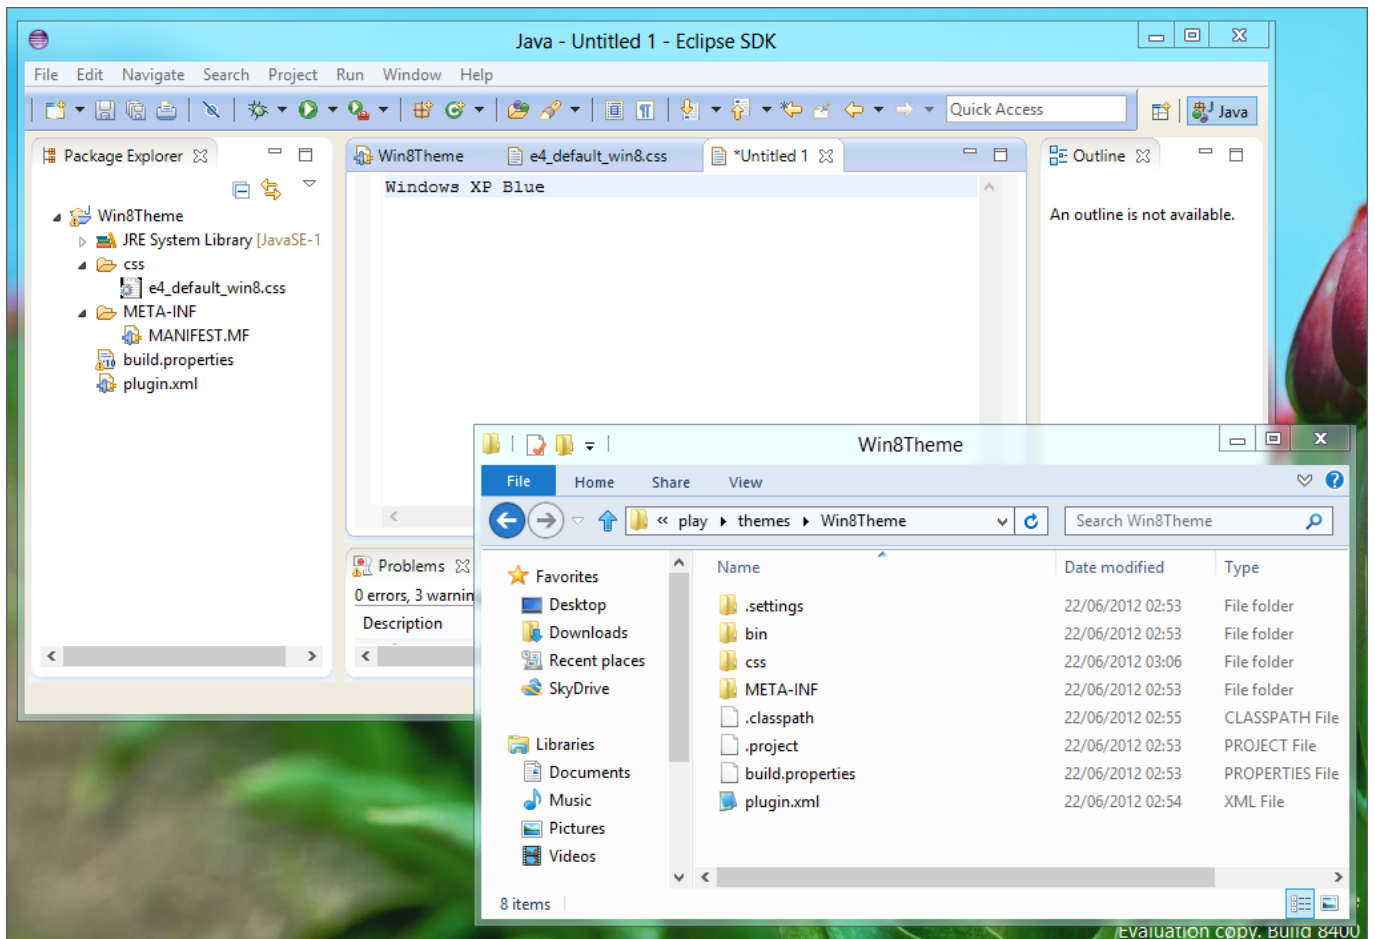 Java - Untitled 1 - Eclipse SDK
File Edit Navigate Search Project Run Window Help
Quick Access
Java
Package Explorer
Win8Theme
e4_default_win8.css
*Untitled 1
Outline
Windows XP Blue
An outline is not available.
Win8Theme
JRE System Library [JavaSE-1
css
e4_default_win8.css
META-INF
MANIFEST.MF
build.properties
plugin.xml
Problems
0 errors, 3 warnin
Description
Win8Theme
File Home Share View
« play themes Win8Theme
Search Win8Theme
Favorites
Desktop
Downloads
Recent places
SkyDrive
Libraries
Documents
Music
Pictures
Videos
Name Date modified Type
.settings 22/06/2012 02:53 File folder
bin 22/06/2012 02:53 File folder
css 22/06/2012 03:06 File folder
META-INF 22/06/2012 02:53 File folder
.classpath 22/06/2012 02:55 CLASSPATH File
.project 22/06/2012 02:53 PROJECT File
build.properties 22/06/2012 02:53 PROPERTIES File
plugin.xml 22/06/2012 02:54 XML File
8 items
Evaluation copy. Build 8400